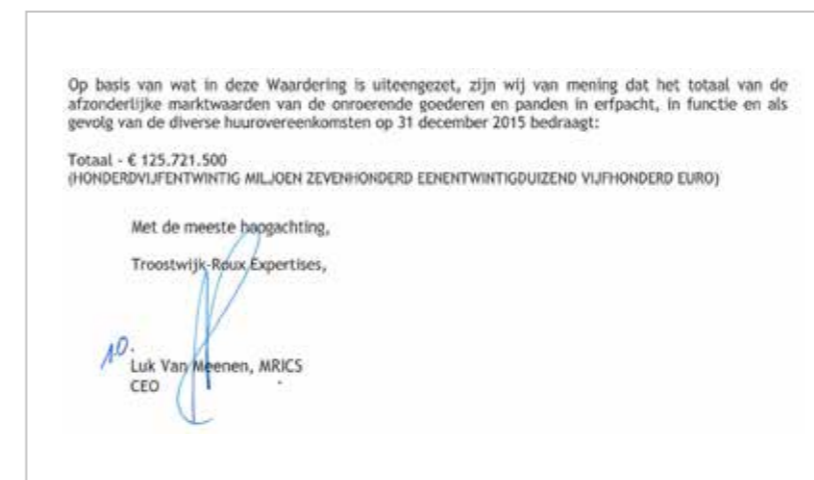 Op basis van wat in deze Waardering is uiteengezet, zijn wij van mening dat het totaal van de
afzonderlijke marktwaarden van de onroerende goederen en panden in erfpacht, in functie en als
gevolg van de diverse huurovereenkomsten op 31 december 2015 bedraagt:
Totaal - € 125.721.500
(HONDERDVIJFENTWINTIG MILJOEN ZEVENHONDERD EENENTWINTIGDUIZEND VIJFHONDERD EURO)
Met de meeste hoogachting,
Troostwijk-Roux Expertises,
Luk Van Meenen, MRICS
CEO